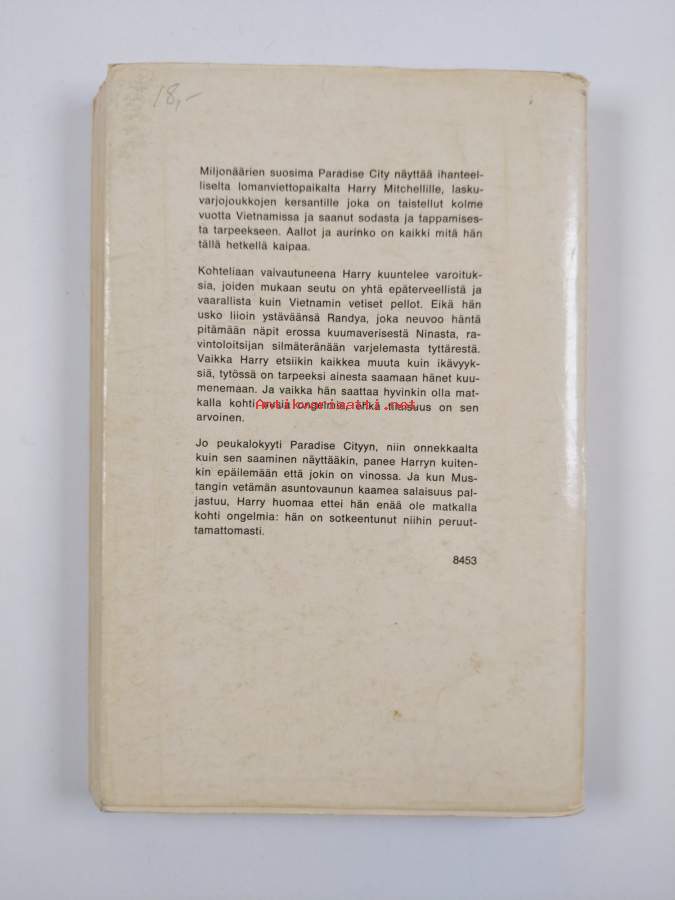 18,-
Miljonäärien suosima Paradise City näyttää ihanteel-
liselta lomanviettopaikalta Harry Mitchellille, lasku-
varjojoukkojen kersantille joka on taistellut kolme
vuotta Vietnamissa ja saanut sodasta ja tappamises-
ta tarpeekseen. Aallot ja aurinko on kaikki mitä hän
tällä hetkellä kaipaa.
Kohteliaan vaivautuneena Harry kuuntelee varoituk-
sia, joiden mukaan seutu on yhtä epäterveellistä ja
vaarallista kuin Vietnamin vetiset pellot. Eikä hän
usko liioin ystäväänsä Randya, joka neuvoo häntä
pitämään näpit erossa kuumaverisestä Ninasta, ra-
vintoloitsijan silmäteränään varjelemasta tyttärestä.
Vaikka Harry etsiikin kaikkea muuta kuin ikävyyk-
siä, tytössä on tarpeeksi ainesta saamaan hänet kuu-
menemaan. Ja vaikka hän saattaa hyvinkin olla mat-
kalla kohti ongelmia, ehkä tilaisuus on sen
Antikvariaatti.net
arvoinen.
Jo peukalokyyti Paradise Cityyn, niin onnekkaalta
kuin sen saaminen näyttääkin, panee Harryn kuiten-
kin epäilemään että jokin on vinossa. Ja kun Mus-
tangin vetämän asuntovaunun kaamea salaisuus pal-
jastuu, Harry huomaa ettei hän enää ole matkalla
kohti ongelmia: hän on sotkeentunut niihin peruut-
tamattomasti.
8453